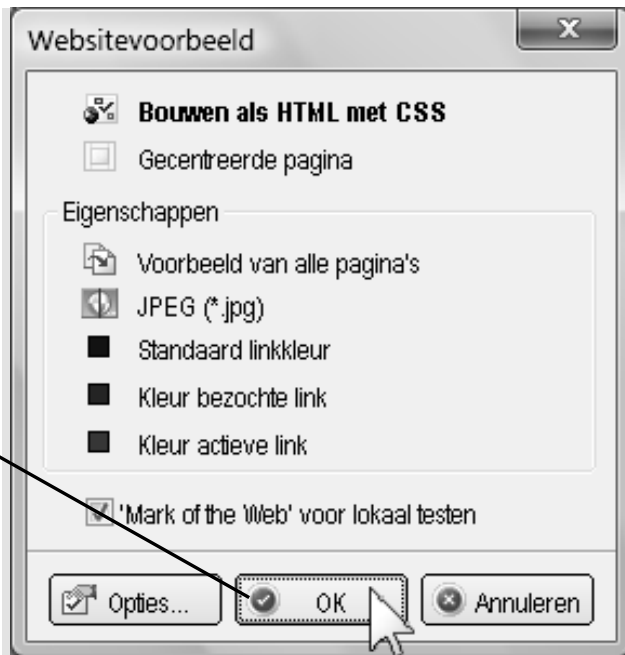 Websitevoorbeeld
Bouwen als HTML met CSS
Gecentreerde pagina
Eigenschappen
Voorbeeld van alle pagina's
JPEG (*.jpg)
Standaard linkkleur
Kleur bezochte link
Kleur actieve link
'Mark of the Web' voor lokaal testen
Opties... OK Annuleren